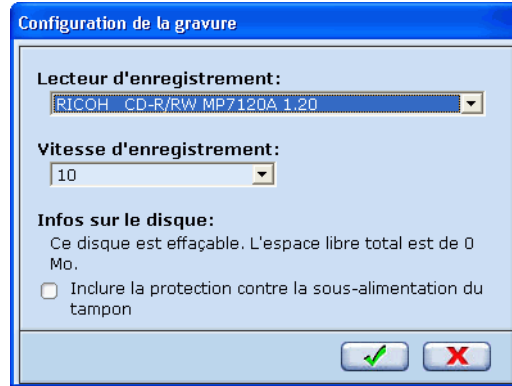 Configuration de la gravure
Lecteur d'enregistrement:
RICOH CD-R/RW MP7120A 1.20
Vitesse d'enregistrement:
10
Infos sur le disque:
Ce disque est effaçable. L'espace libre total est de 0
Mo.
Inclure la protection contre la sous-alimentation du
tampon